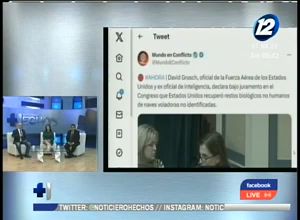 12
Tweet
Mundo en Conflicto
@MundoEConflicto
#AHORA | David Grusch, oficial de la Fuerza Aérea de los Estados
Unidos y ex oficial de Inteligencia, declara bajo juramento en el
Congreso que Estados Unidos recuperó restos biológicos no humanos
de naves voladoras no identificadas.
facebook
LIVE
TWITTER: @NOTICIEROHECHOS // INSTAGRAM: NOTIC